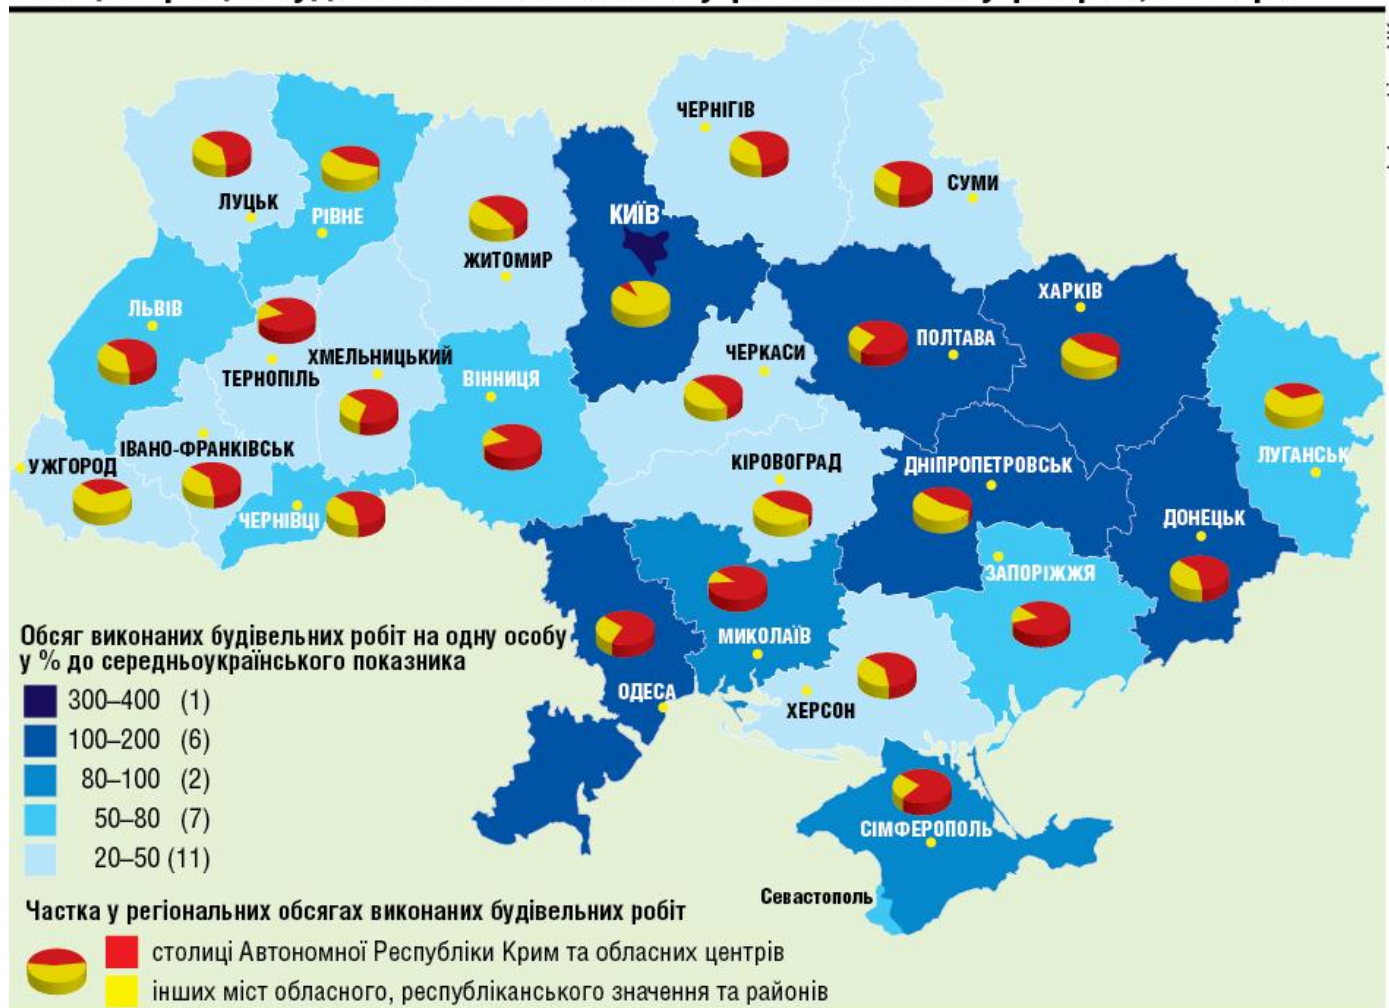 ЧЕРНІГІВ
СУМИ
ЛУЦЬК
РІВНЕ
КИЇВ
ЖИТОМИР
ЛЬВІВ
ХАРКІВ
ТЕРНОПІЛЬ
ХМЕЛЬНИЦЬКИЙ
ВІННИЦЯ
ЧЕРКАСИ
ПОЛТАВА
УЖГОРОД
ІВАНО-ФРАНКІВСЬК
КІРОВОГРАД
ДНІПРОПЕТРОВСЬК
ЛУГАНСЬК
ЧЕРНІВЦІ
ДОНЕЦЬК
ЗАПОРІЖЖЯ
МИКОЛАЇВ
ОДЕСА
ХЕРСОН
СІМФЕРОПОЛЬ
Севастополь
Обсяг виконаних будівельних робіт на одну особу
у % до середньоукраїнського показника
300–400 (1)
100–200 (6)
80–100 (2)
50–80 (7)
20–50 (11)
Частка у регіональних обсягах виконаних будівельних робіт
столиці Автономної Республіки Крим та обласних центрів
інших міст обласного, республіканського значення та районів